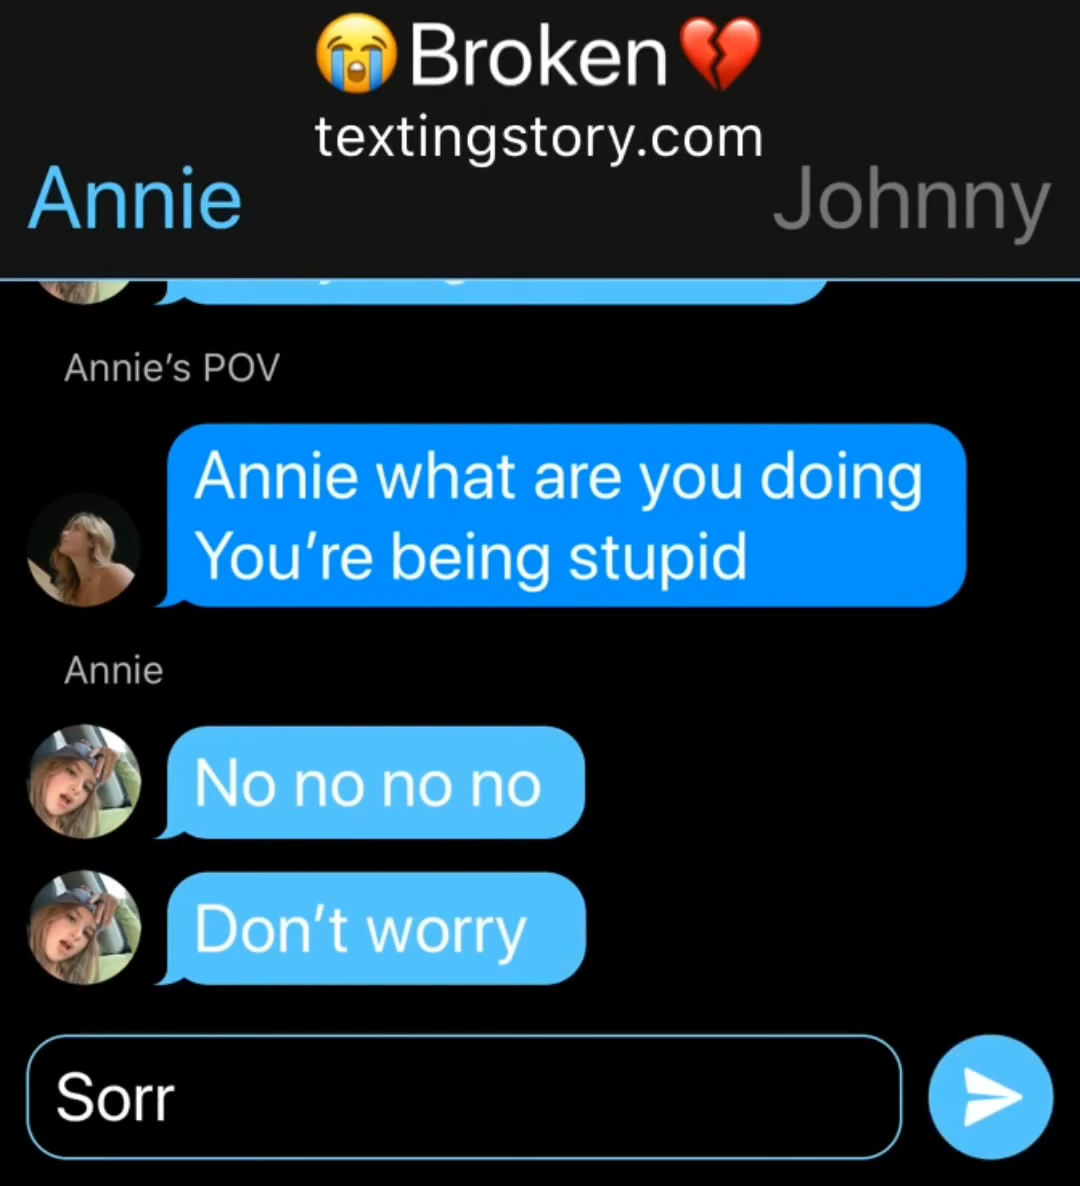 😭Broken💔
textingstory.com
Annie
Johnny
Annie’s POV
Annie what are you doing
You’re being stupid
Annie
No no no no
Don’t worry
Sorr